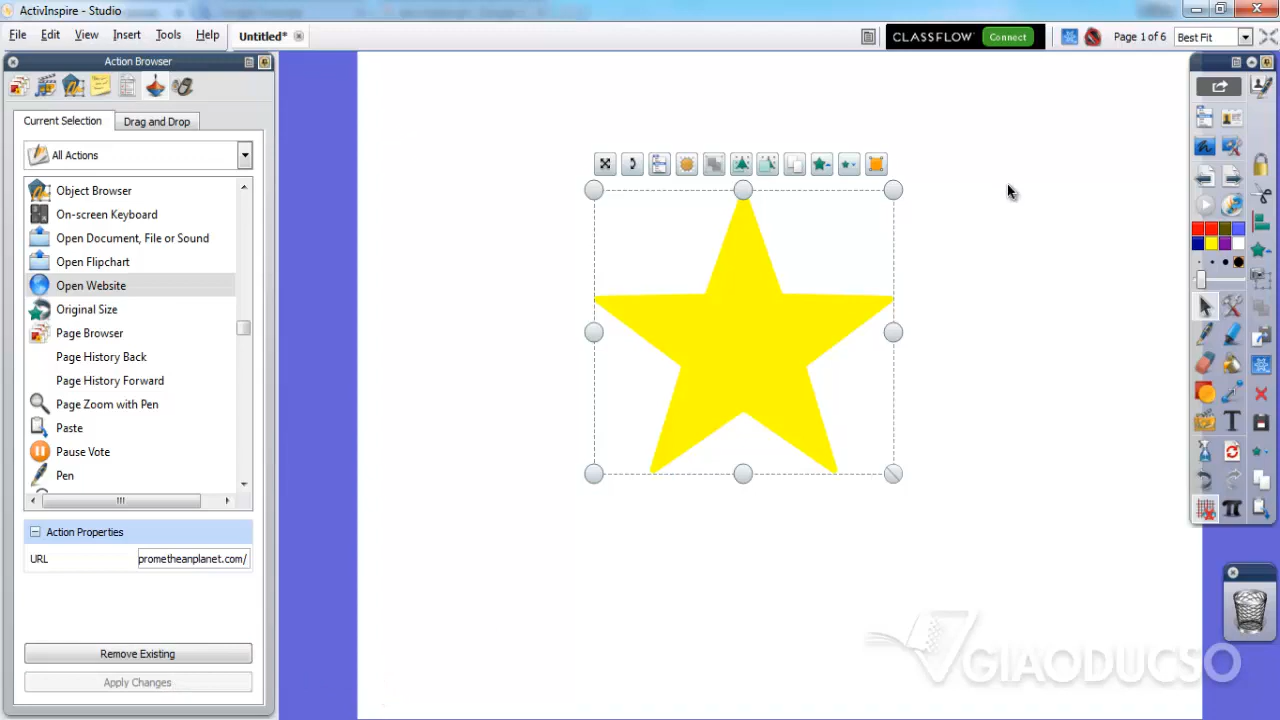 ActivInspire - Studio
File Edit View Insert Tools Help Untitled*
CLASSFLOW Connect
Page 1 of 6 Best Fit
Action Browser
Current Selection Drag and Drop
All Actions
Object Browser
On-screen Keyboard
Open Document, File or Sound
Open Flipchart
Open Website
Original Size
Page Browser
Page History Back
Page History Forward
Page Zoom with Pen
Paste
Pause Vote
Pen
Action Properties
URL prometheanplanet.com/
Remove Existing
Apply Changes
GIAODUCSO